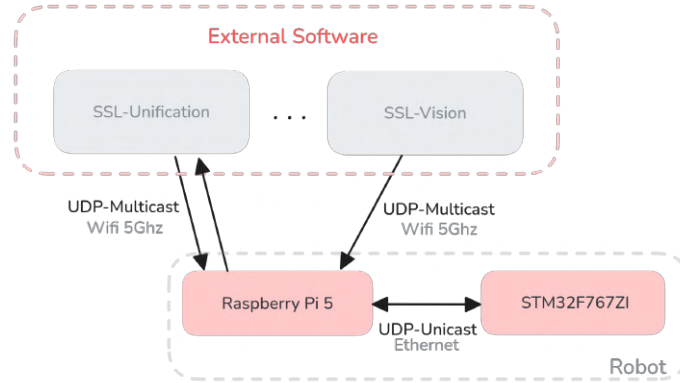 External Software
SSL-Unification
...
SSL-Vision
UDP-Multicast
Wifi 5Ghz
UDP-Multicast
Wifi 5Ghz
Raspberry Pi 5
STM32F767ZI
UDP-Unicast
Ethernet
Robot